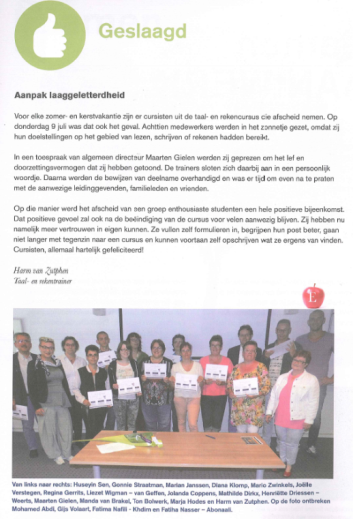 Geslaagd
Aanpak laaggeletterdheid
Voor elke zomer- en kerstvakantie zijn er cursisten uit de taal- en rekencursus die afscheid nemen. Op
donderdag 9 juli was dat ook het geval. Achttien medewerkers werden in het zonnetje gezet, omdat zij
hun doelstellingen op het gebied van lezen, schrijven of rekenen hadden bereikt.
In een toespraak van algemeen directeur Maarten Gielen werden zij geprezen om het lef en
doorzettingsvermogen dat zij hebben getoond. De trainers sloten zich daarbij aan in een persoonlijk
woordje. Daarna werden de bewijzen van deelname overhandigd en was er tijd om even na te praten
met de aanwezige leidinggevenden, familieleden en vrienden.
Op die manier werd het afscheid van een groep enthousiaste studenten een hele positieve bijeenkomst.
Dat positieve gevoel zal ook na de beëindiging van de cursus voor velen aanwezig blijven. Zij hebben nu
namelijk meer vertrouwen in eigen kunnen. Ze vullen zelf formulieren in, begrijpen hun post beter, gaan
niet langer met tegenzin naar een cursus en kunnen voortaan zelf opschrijven wat ze ergens van vinden.
Cursisten, allemaal hartelijk gefeliciteerd!
Harm van Zutphen
Taal- en rekentrainer
E
Van links naar rechts: Huseyin Sen, Gonnie Straatman, Marian Janssen, Diana Klomp, Mario Zwinkels, Joëlle
Verstegen, Regina Gerrits, Liezet Wigman – van Geffen, Jolanda Coppens, Mathilde Dirks, Henriëtte Driessen –
Weerts, Maarten Gielen, Manda van Brakel, Ton Bolwerk, Marja Hodes en Harm van Zutphen. Op de foto ontbreken
Mohamed Abdi, Gijs Volaart, Fatima Hafili - Khdim en Fatiha Nasser – Abonaali.